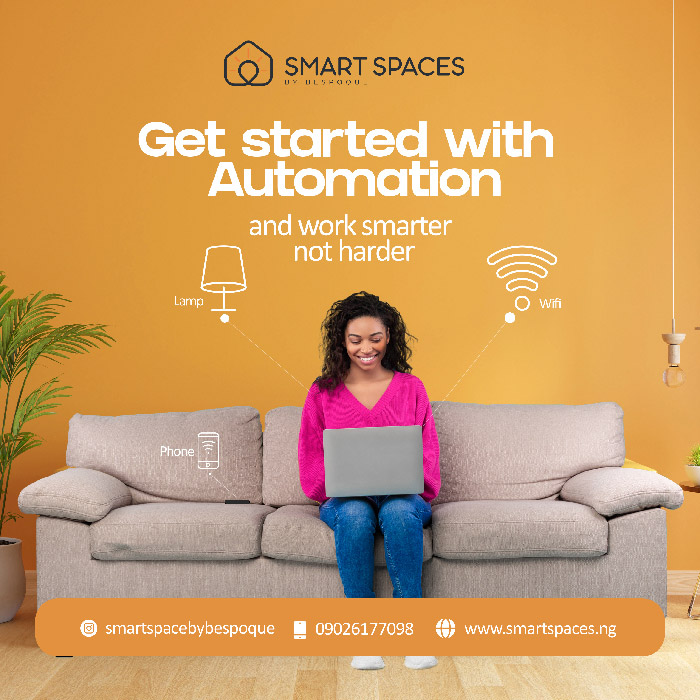 SMART SPACES
BY BESPOQUE
Get started with
Automation
and work smarter
not harder
Lamp
Wifi
Phone
smartspacebybespoque 09026177098 www.smartspaces.ng